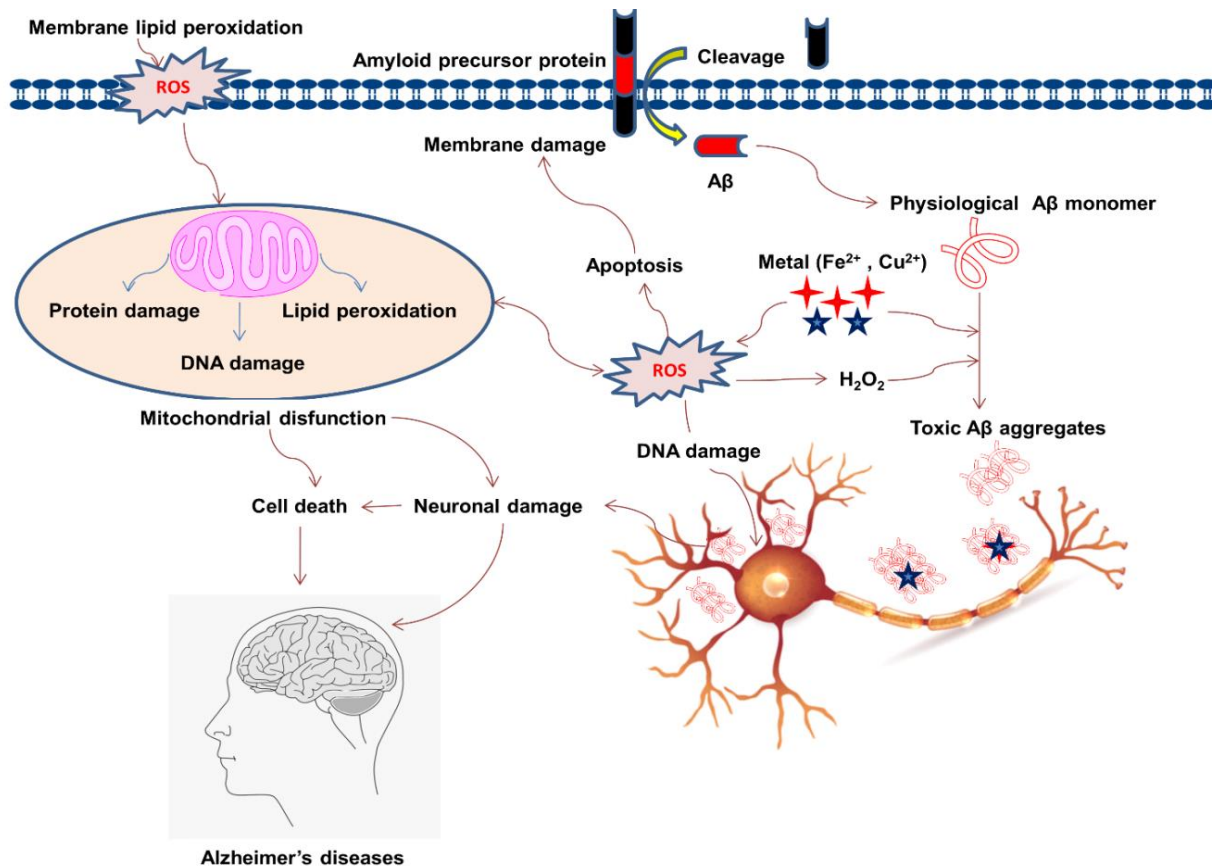 Membrane lipid peroxidation
ROS
Amyloid precursor protein
Cleavage
Membrane damage
Aβ
Physiological Aβ monomer
Apoptosis
Metal (Fe²⁺ , Cu²⁺)
Protein damage
Lipid peroxidation
DNA damage
ROS
H₂O₂
Mitochondrial disfunction
Toxic Aβ aggregates
DNA damage
Cell death
Neuronal damage
Alzheimer's diseases